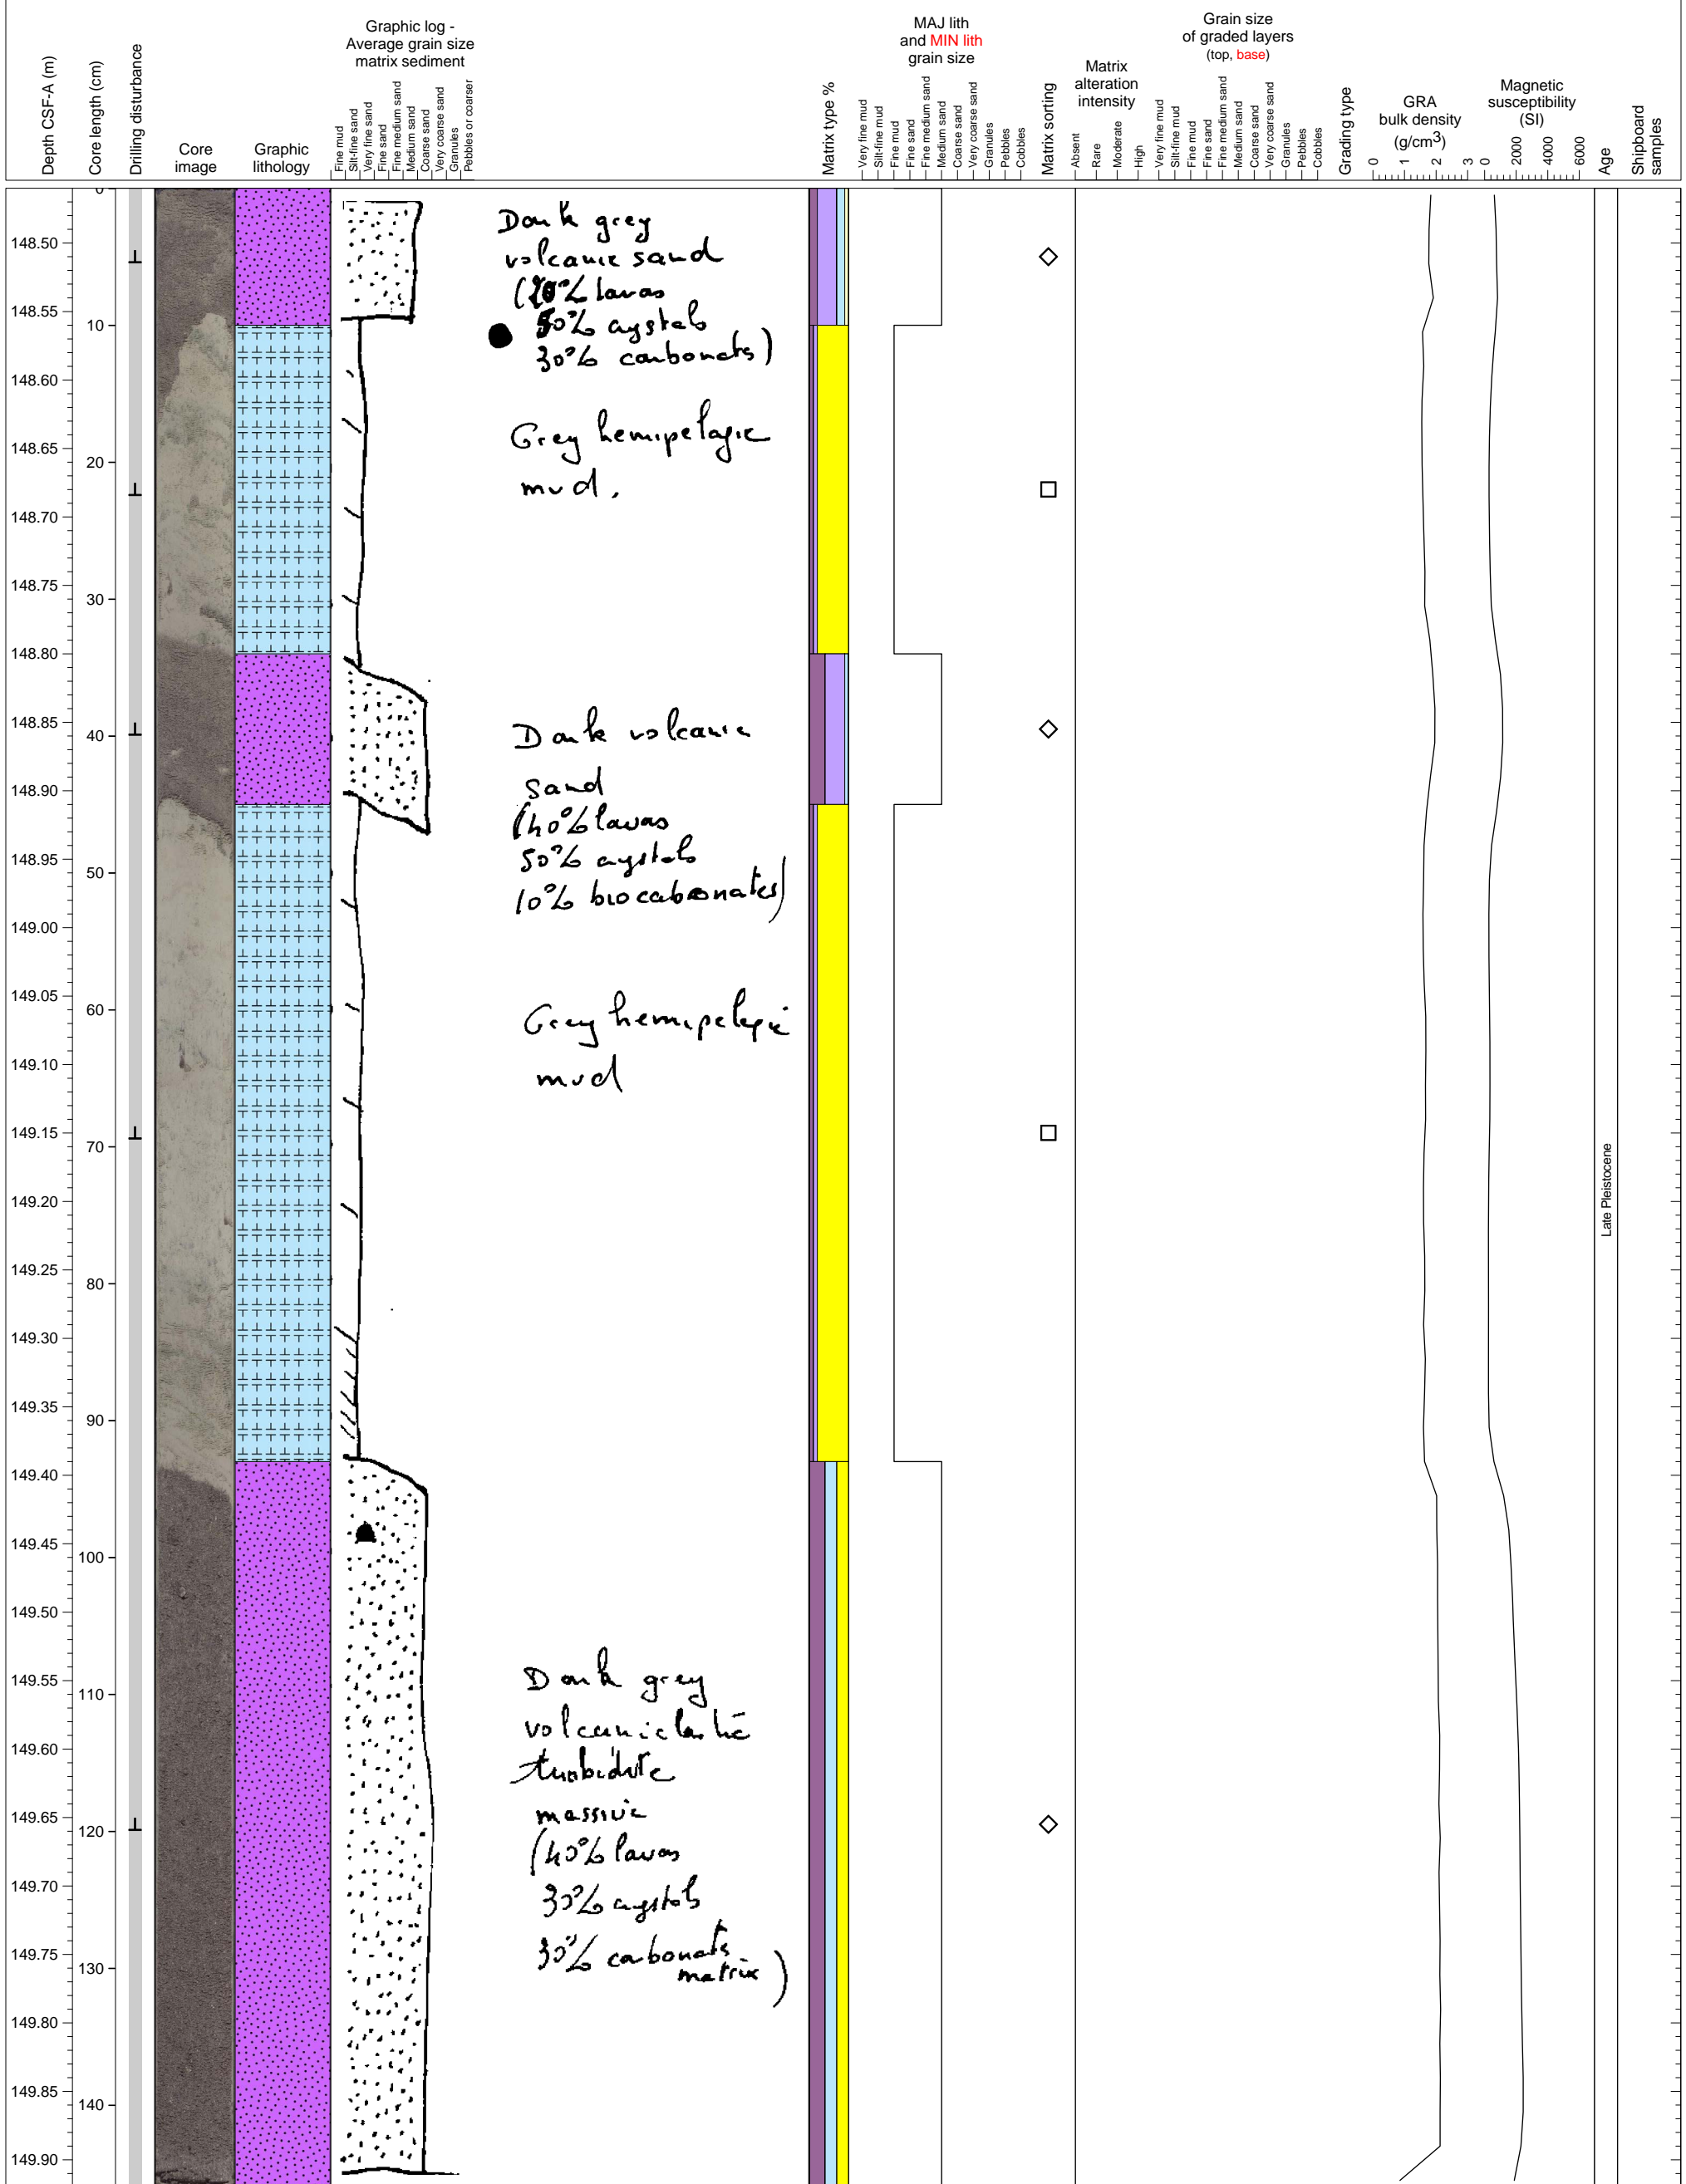 Depth CSF-A (m)
Core length (cm)
Drilling disturbance
Core
image
Graphic
lithology
Graphic log -
Average grain size
matrix sediment
Fine mud
Silt-fine sand
Very fine sand
Fine sand
Fine medium sand
Medium sand
Coarse sand
Very coarse sand
Granules
Pebbles or coarser
Matrix type %
MAJ lith
and MIN lith
grain size
Very fine mud
Silt-fine mud
Fine mud
Fine sand
Fine medium sand
Medium sand
Coarse sand
Very coarse sand
Granules
Pebbles
Cobbles
Matrix sorting
Matrix
alteration
intensity
Absent
Rare
Moderate
High
Grain size
of graded layers
(top, base)
Very fine mud
Silt-fine mud
Fine mud
Fine sand
Fine medium sand
Medium sand
Coarse sand
Very coarse sand
Granules
Pebbles
Cobbles
Grading type
GRA
bulk density
(g/cm3)
0 1 2 3
Magnetic
susceptibility
(SI)
0 2000 4000 6000
Age
Shipboard
samples
148.50
148.55
148.60
148.65
148.70
148.75
148.80
148.85
148.90
148.95
149.00
149.05
149.10
149.15
149.20
149.25
149.30
149.35
149.40
149.45
149.50
149.55
149.60
149.65
149.70
149.75
149.80
149.85
149.90
0
10
20
30
40
50
60
70
80
90
100
110
120
130
140
Dark grey
volcanic sand
(20% lavas
50% crystals
30% carbonates)
Grey hemipelagic
mud.
Dark volcanic
sand
(40% lavas
50% crystals
10% biocabonates)
Grey hemipelagic
mud
Dark grey
volcaniclastic
turbidite
massive
(40% lavas
30% crystals
30% carbonate
matrix)
Late Pleistocene